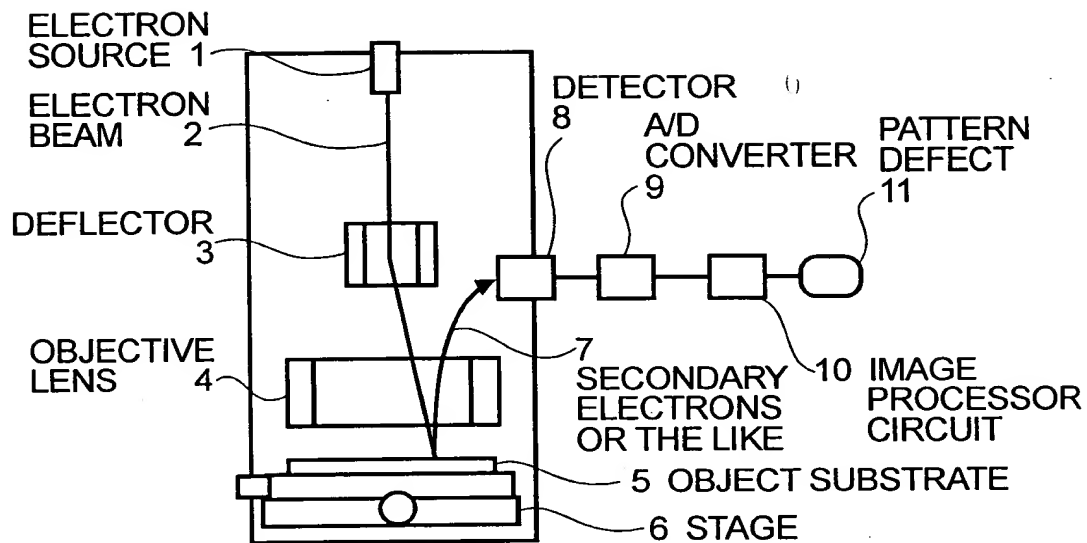 ELECTRON
SOURCE 1
ELECTRON
BEAM 2
DEFLECTOR
3
OBJECTIVE
LENS 4
DETECTOR
8
A/D
CONVERTER
9
PATTERN
DEFECT
11
7
SECONDARY
ELECTRONS
OR THE LIKE
10 IMAGE
PROCESSOR
CIRCUIT
5 OBJECT SUBSTRATE
6 STAGE